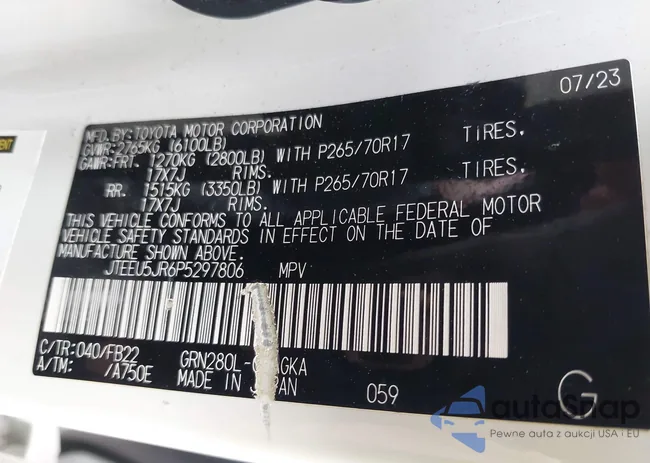 07/23
MFD.BY:TOYOTA MOTOR CORPORATION
GVWR:2765KG (6100LB)
GAWR:FRT. 1270KG (2800LB) WITH P265/70R17 TIRES,
17X7J RIMS.
RR. 1515KG (3350LB) WITH P265/70R17 TIRES,
17X7J RIMS.
THIS VEHICLE CONFORMS TO ALL APPLICABLE FEDERAL MOTOR
VEHICLE SAFETY STANDARDS IN EFFECT ON THE DATE OF
MANUFACTURE SHOWN ABOVE.
JTEEU5JR6P5297806 MPV
C/TR:040/FB22 GRN280L- AGKA
A/TM: /A750E MADE IN JAPAN 059 G
autoSnap
Pewne auta z aukcji USA i EU